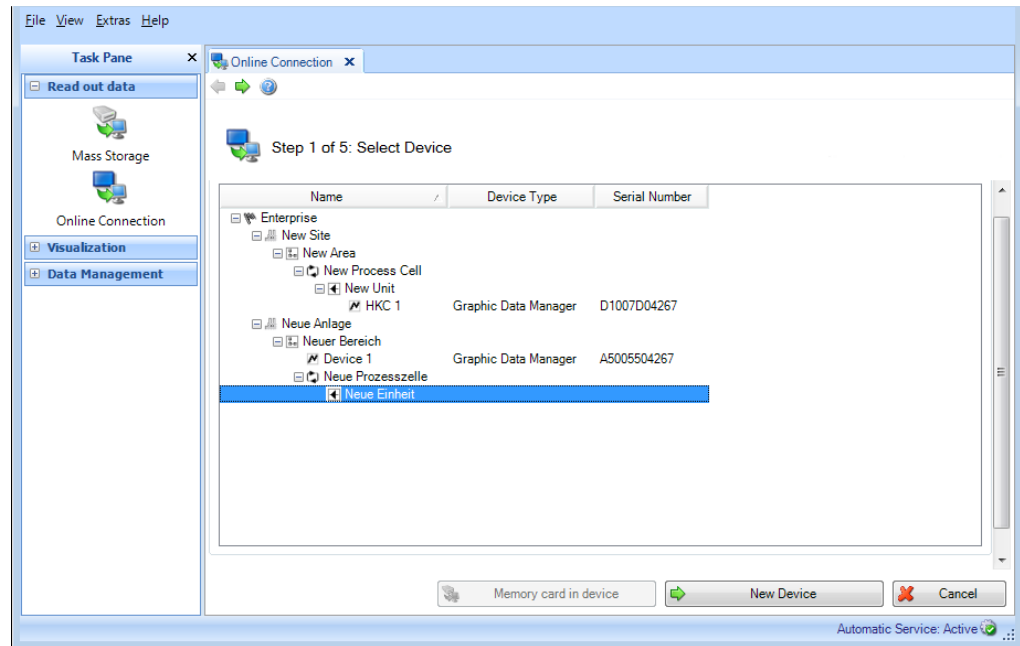 File View Extras Help
Task Pane
Read out data
Mass Storage
Online Connection
Visualization
Data Management
Online Connection
Step 1 of 5: Select Device
Name Device Type Serial Number
Enterprise
New Site
New Area
New Process Cell
New Unit
HKC 1 Graphic Data Manager D1007D04267
Neue Anlage
Neuer Bereich
Device 1 Graphic Data Manager A5005504267
Neue Prozesszelle
Neue Einheit
Memory card in device New Device Cancel
Automatic Service: Active